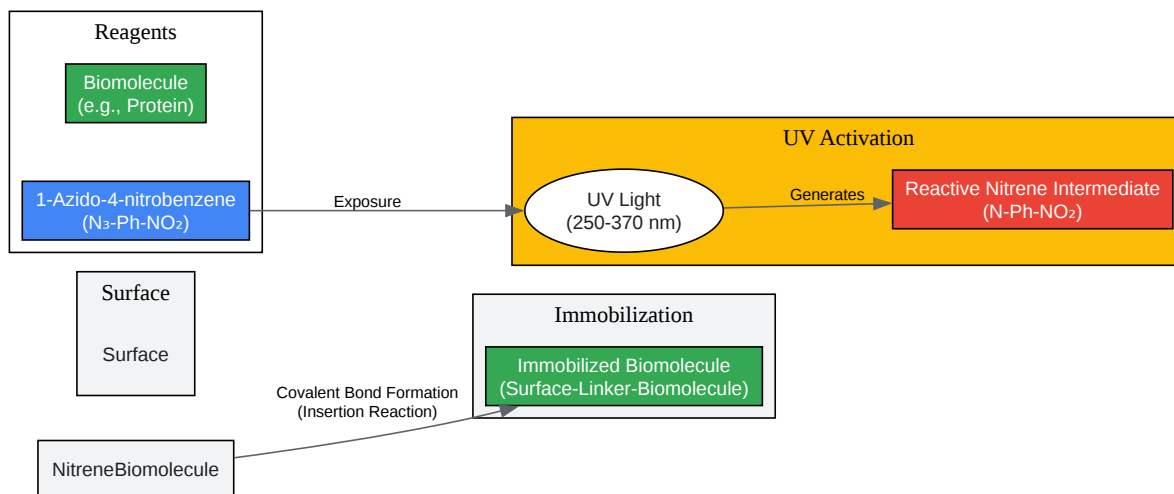 Reagents
Biomolecule
(e.g., Protein)
1-Azido-4-nitrobenzene
(N₃-Ph-NO₂)
Exposure
UV Activation
UV Light
(250-370 nm)
Generates
Reactive Nitrene Intermediate
(N-Ph-NO₂)
Surface
Surface
Immobilization
Immobilized Biomolecule
(Surface-Linker-Biomolecule)
Covalent Bond Formation
(Insertion Reaction)
NitreneBiomolecule